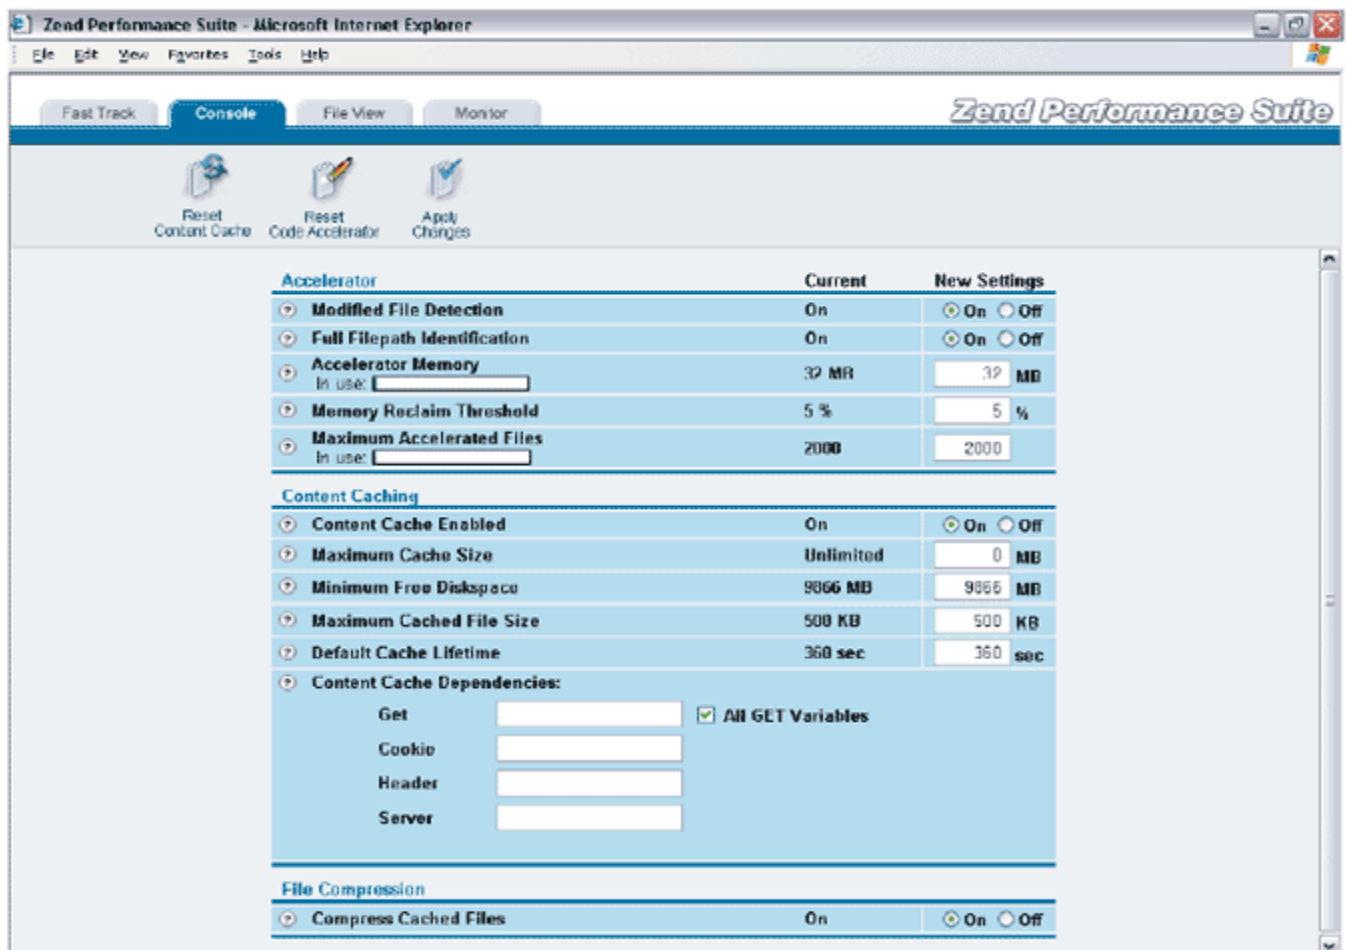 Zend Performance Suite - Microsoft Internet Explorer
File Edit View Favorites Tools Help
Fast Track Console File View Monitor Zend Performance Suite
Reset Content Cache
Reset Code Accelerator
Apply Changes
Accelerator Current New Settings
Modified File Detection On On Off
Full Filepath Identification On On Off
Accelerator Memory 32 MB 32 MB
In use:
Memory Reclaim Threshold 5 % 5 %
Maximum Accelerated Files 2000 2000
In use:
Content Caching
Content Cache Enabled On On Off
Maximum Cache Size Unlimited 0 MB
Minimum Free Diskspace 9866 MB 9866 MB
Maximum Cached File Size 500 KB 500 KB
Default Cache Lifetime 360 sec 360 sec
Content Cache Dependencies:
Get All GET Variables
Cookie
Header
Server
File Compression
Compress Cached Files On On Off